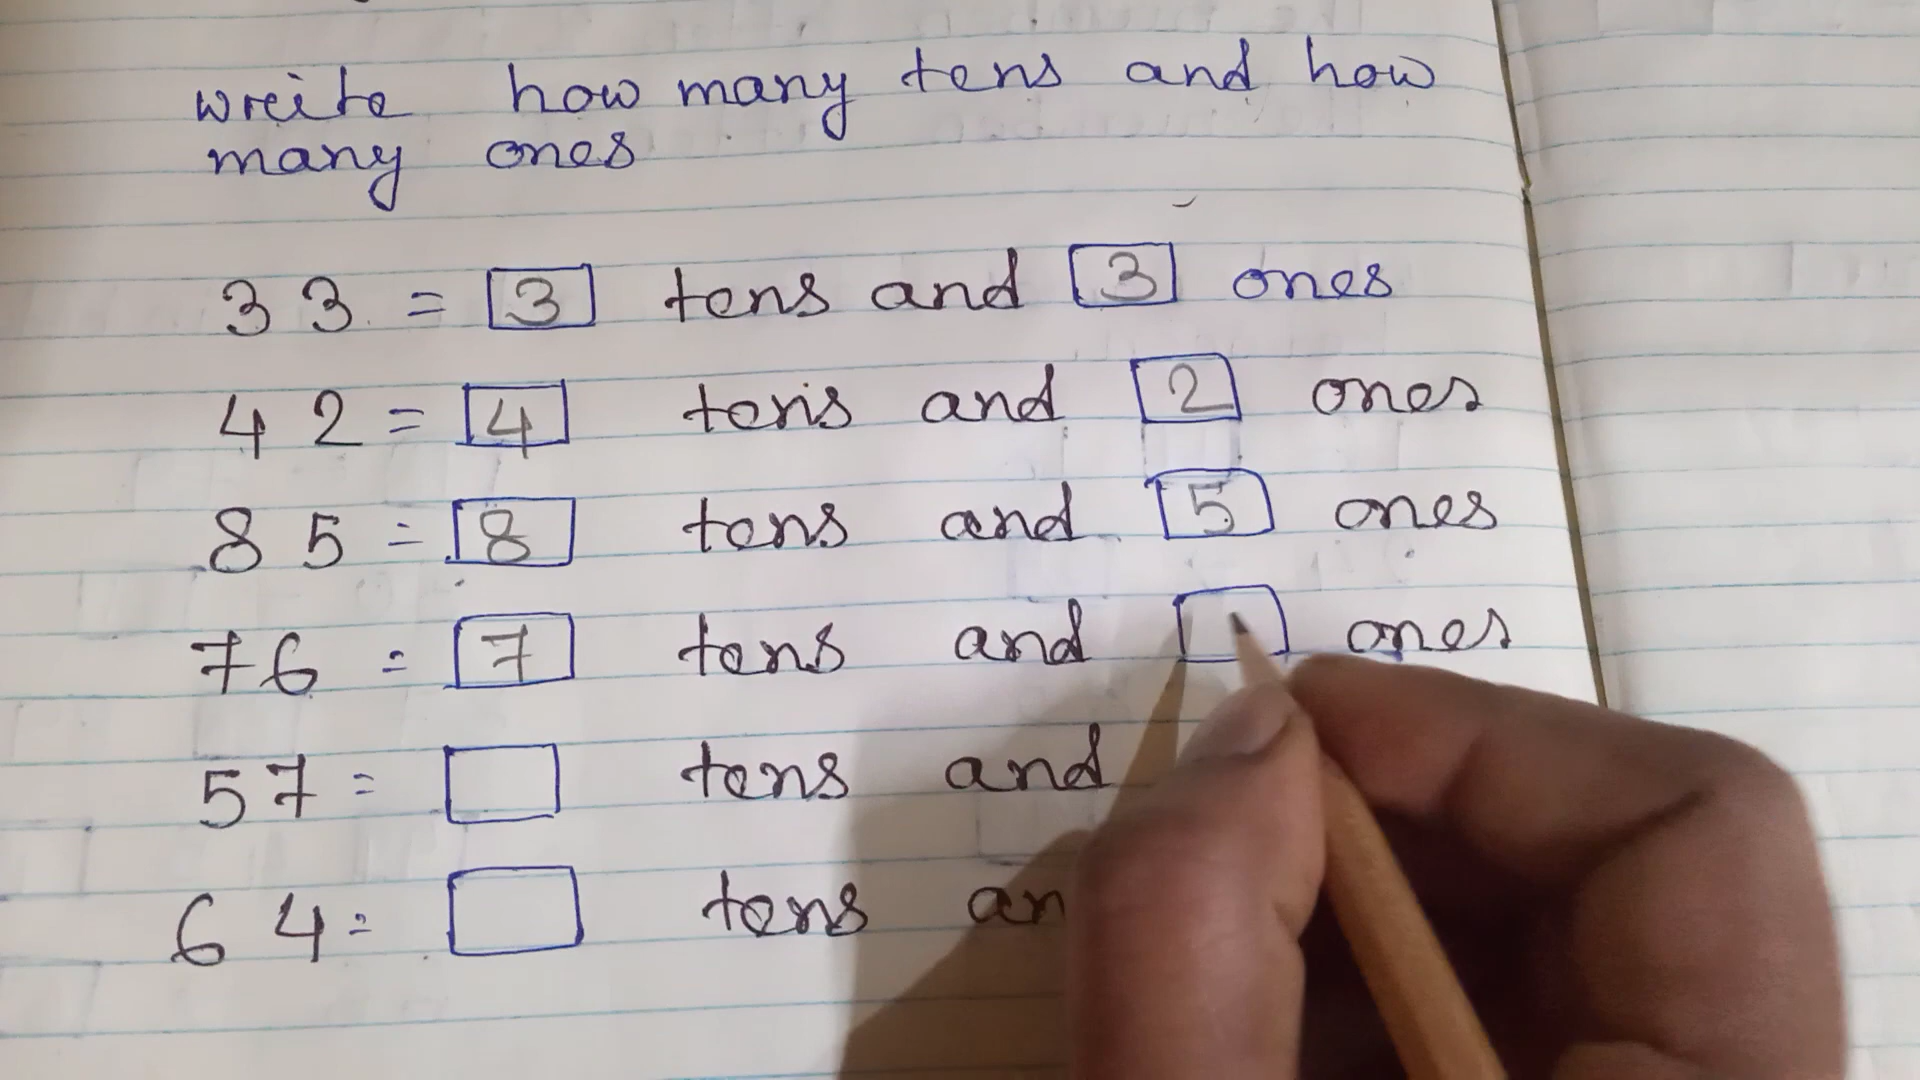 write how many tens and how
many ones
33 = 3 tens and 3 ones
42 = 4 tens and 2 ones
85 = 8 tens and 5 ones
76 = 7 tens and ones
57 = tens and
64 = tens an